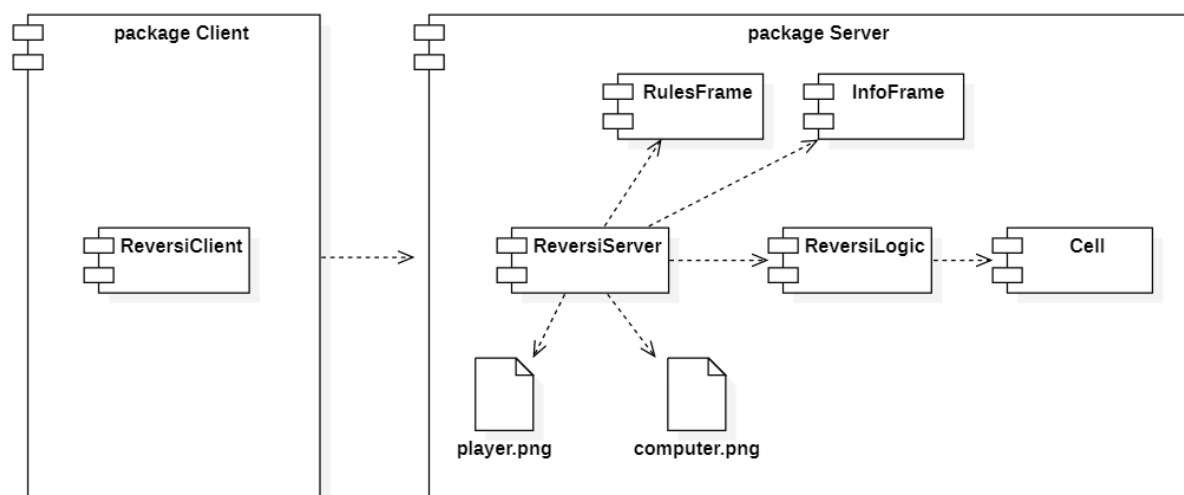 package Client
package Server
RulesFrame
InfoFrame
ReversiClient
ReversiServer
ReversiLogic
Cell
player.png
computer.png